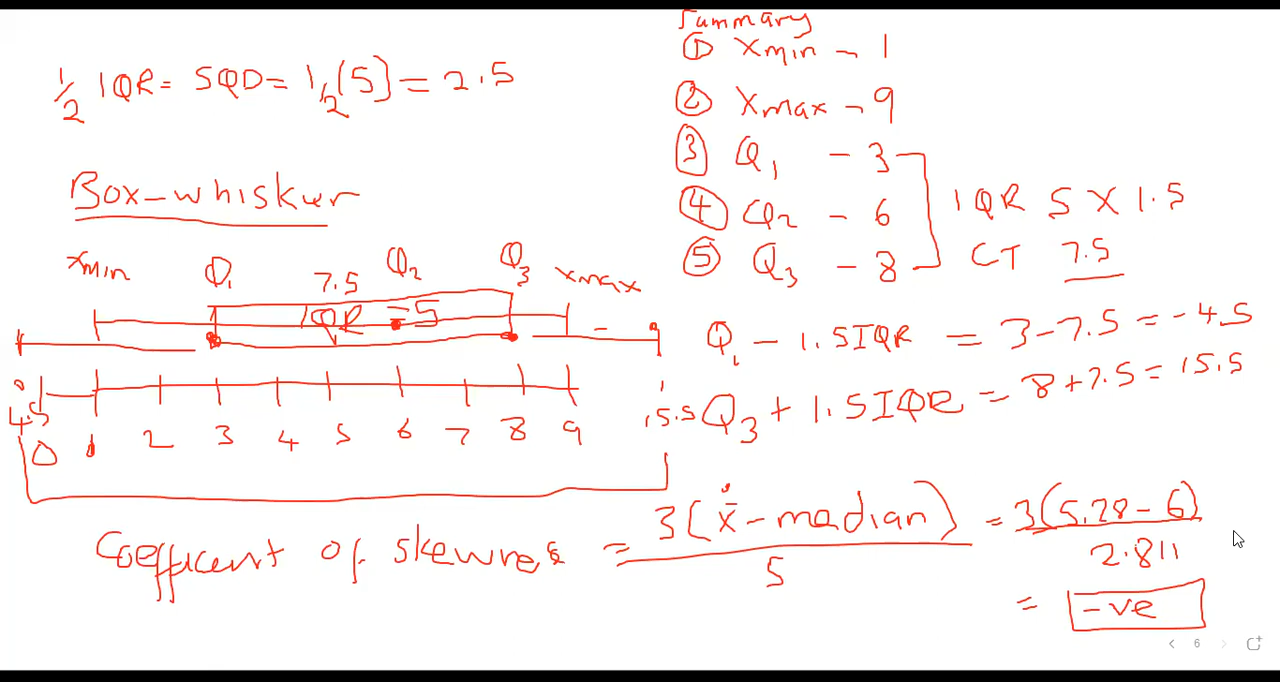 ½ IQR = SQD = ½(5) = 2.5
Box-whiskur
xmin Q₁ 7.5 Q₂ Q₃ xmax
IQR = 5
4.5 0 1 2 3 4 5 6 7 8 9 15.5
Summary
① xmin - 1
② xmax - 9
③ Q₁ - 3
④ Q₂ - 6
⑤ Q₃ - 8
IQR 5 X 1.5
CT 7.5
Q₁ - 1.5IQR = 3 - 7.5 = -4.5
Q₃ + 1.5IQR = 8 + 7.5 = 15.5
Coefficent of skewness = 3(x̄ - median) / s = 3(5.28 - 6) / 2.811
= -ve
6